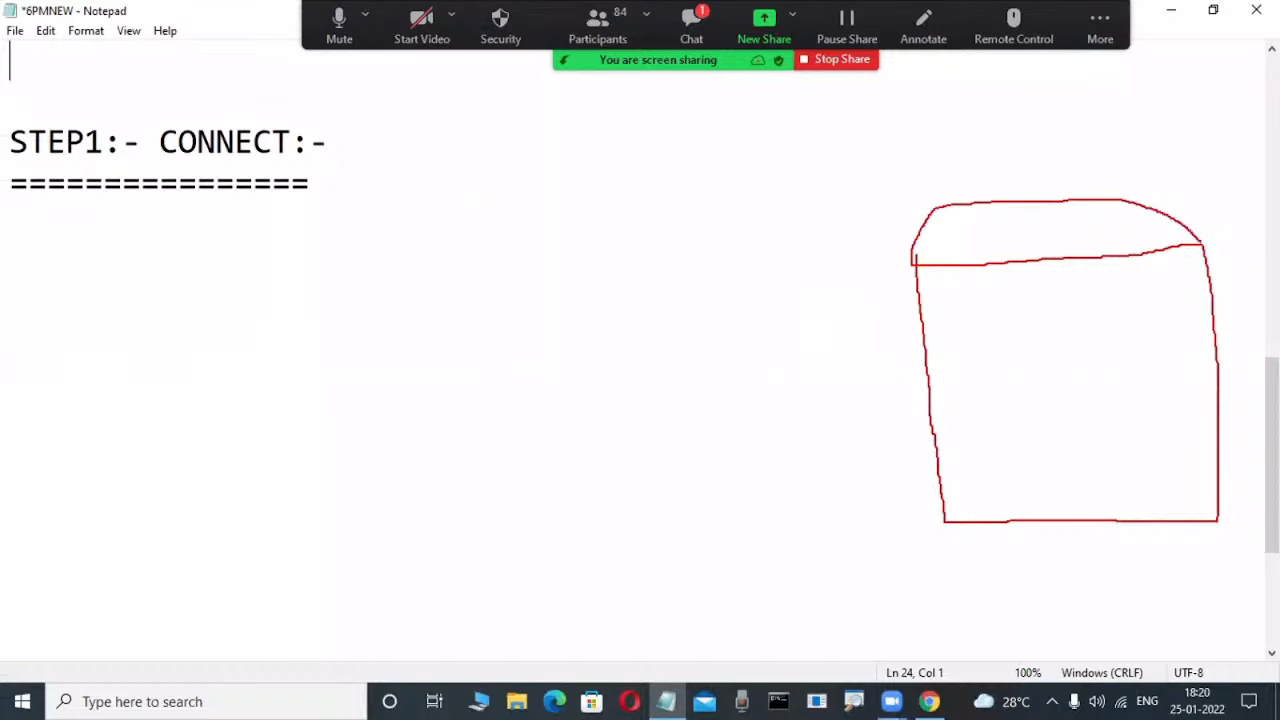 *6PMNEW - Notepad
File Edit Format View Help
84
1
Mute Start Video Security Participants Chat New Share Pause Share Annotate Remote Control More
You are screen sharing Stop Share
STEP1:- CONNECT:-
================
Ln 24, Col 1 100% Windows (CRLF) UTF-8
Type here to search
28°C ENG
18:20
25-01-2022